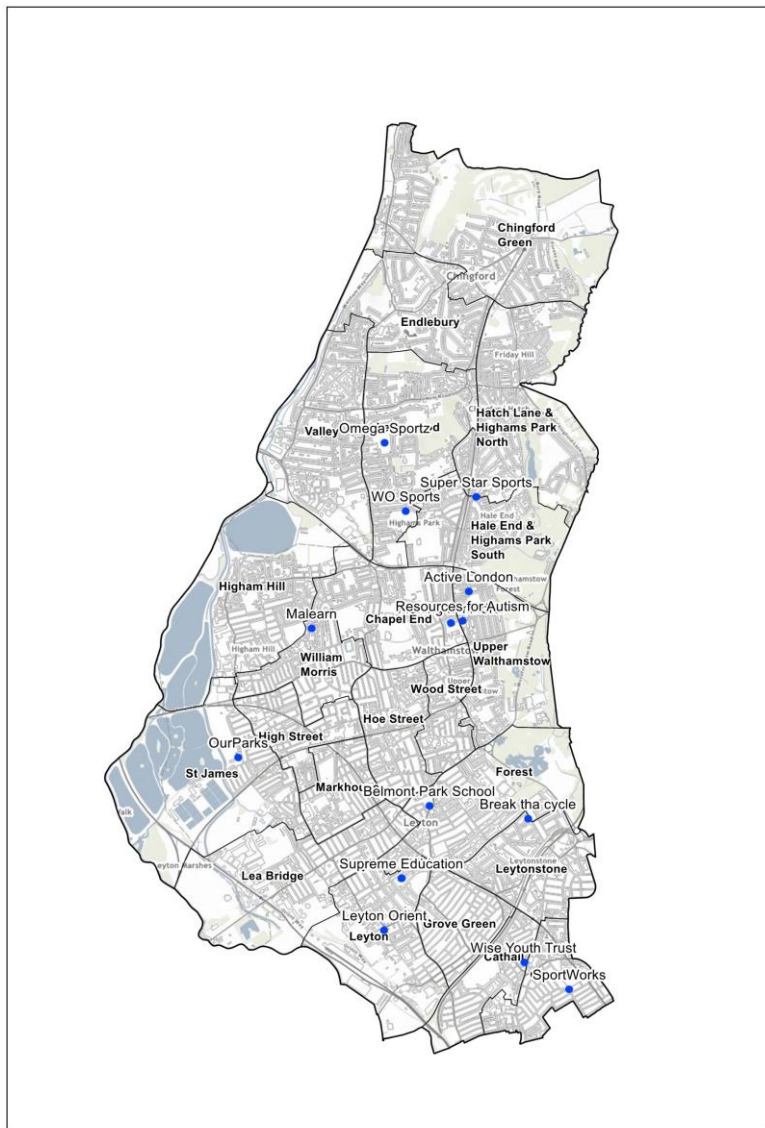 Chingford
Green
Chingford
Endlebury
Friday Hill
Hatch Lane &
Highams Park
North
Valley
Omega Sportz
Super Star Sports
WO Sports
Highams Park
Hale End
Hale End &
Highams Park
South
Active London
Forest
Higham Hill
Resources for Autism
Malearn
Chapel End
Higham Hill
William
Morris
Walthamstow
Upper
Walthamstow
Upper
Wood Street
Hoe Street
High Street
OurParks
St James
Forest
Belmont Park School
Break tha cycle
Leyton
Leytonstone
Leytonstone
Supreme Education
Lea Bridge
Leyton Orient
Grove Green
Leyton
Wise Youth Trust
SportWorks